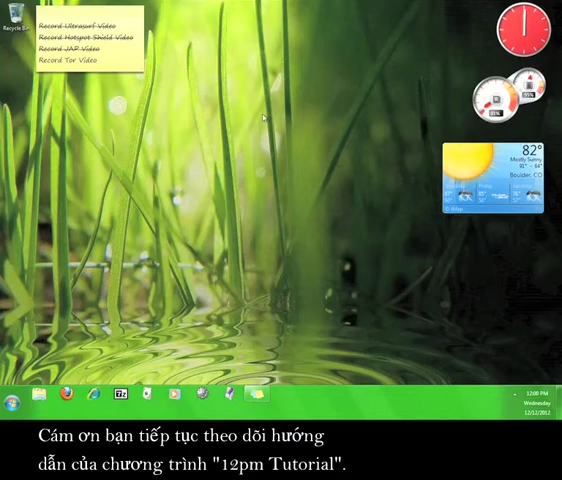 Recycle Bin
Record Ultrasurf Video
Record Hotspot Shield Video
Record JAP Video
Record Tor Video
82°
Mostly Sunny
Boulder, CO
12:00 PM
Wednesday
12/12/2012
Cám ơn bạn tiếp tục theo dõi hướng
dẫn của chương trình "12pm Tutorial".